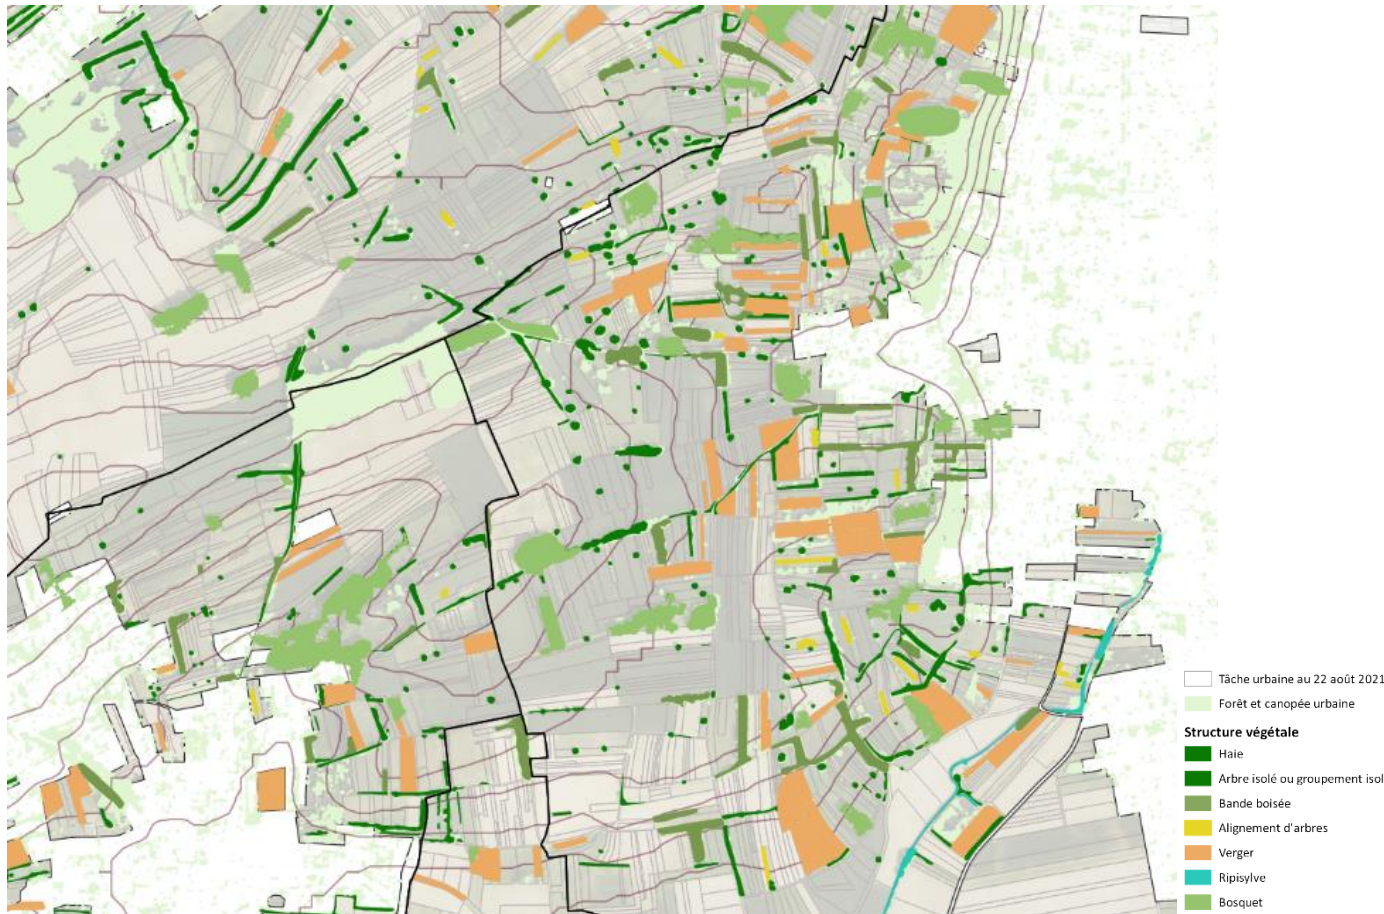 Tâche urbaine au 22 août 2021
Forêt et canopée urbaine
Structure végétale
Haie
Arbre isolé ou groupement isol
Bande boisée
Alignement d'arbres
Verger
Ripisylve
Bosquet